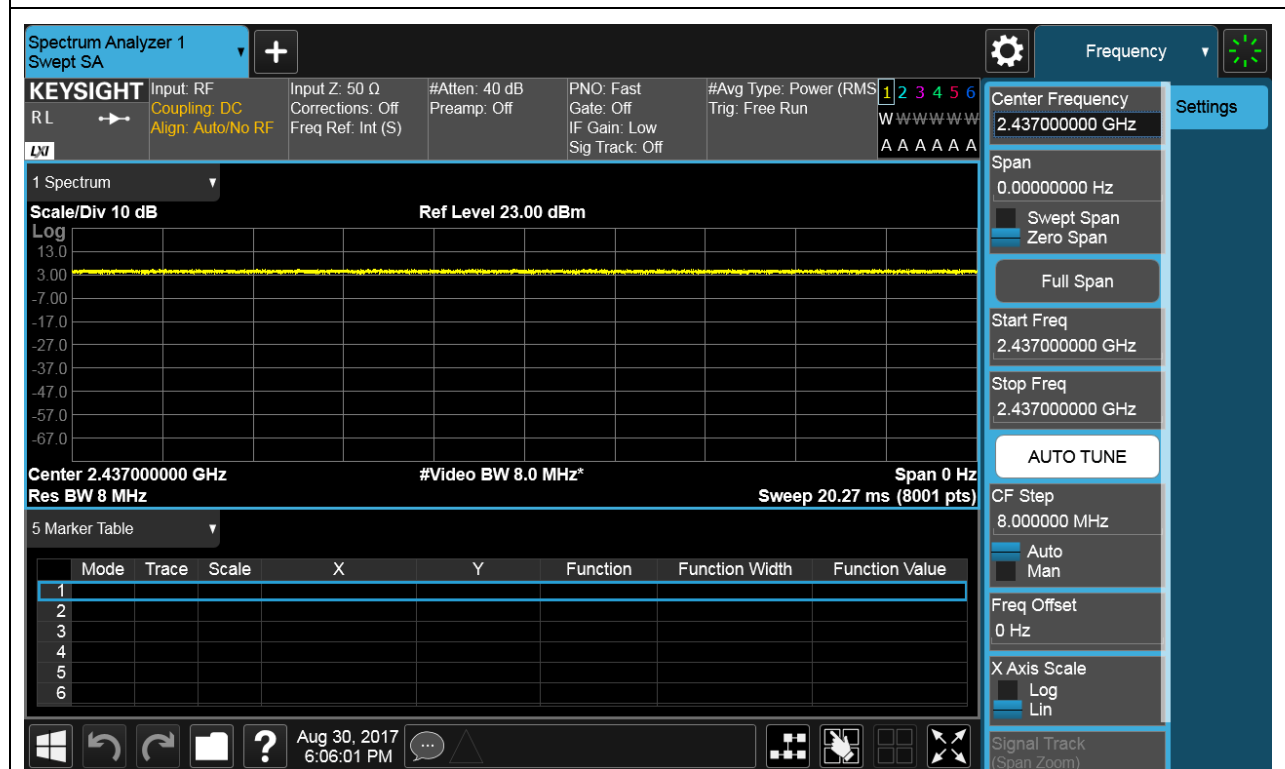 Spectrum Analyzer 1
Swept SA
+
Frequency
KEYSIGHT
RL
LXI
Input: RF
Coupling: DC
Align: Auto/No RF
Input Z: 50 Ω
Corrections: Off
Freq Ref: Int (S)
#Atten: 40 dB
Preamp: Off
PNO: Fast
Gate: Off
IF Gain: Low
Sig Track: Off
#Avg Type: Power (RMS
Trig: Free Run
1 2 3 4 5 6
W W W W W W
A A A A A A
1 Spectrum
Scale/Div 10 dB
Ref Level 23.00 dBm
Log
13.0
3.00
-7.00
-17.0
-27.0
-37.0
-47.0
-57.0
-67.0
Center 2.437000000 GHz
#Video BW 8.0 MHz*
Span 0 Hz
Res BW 8 MHz
Sweep 20.27 ms (8001 pts)
5 Marker Table
Mode Trace Scale X Y Function Function Width Function Value
1
2
3
4
5
6
?
Aug 30, 2017
6:06:01 PM
Center Frequency
2.437000000 GHz
Settings
Span
0.00000000 Hz
Swept Span
Zero Span
Full Span
Start Freq
2.437000000 GHz
Stop Freq
2.437000000 GHz
AUTO TUNE
CF Step
8.000000 MHz
Auto
Man
Freq Offset
0 Hz
X Axis Scale
Log
Lin
Signal Track
(Span Zoom)